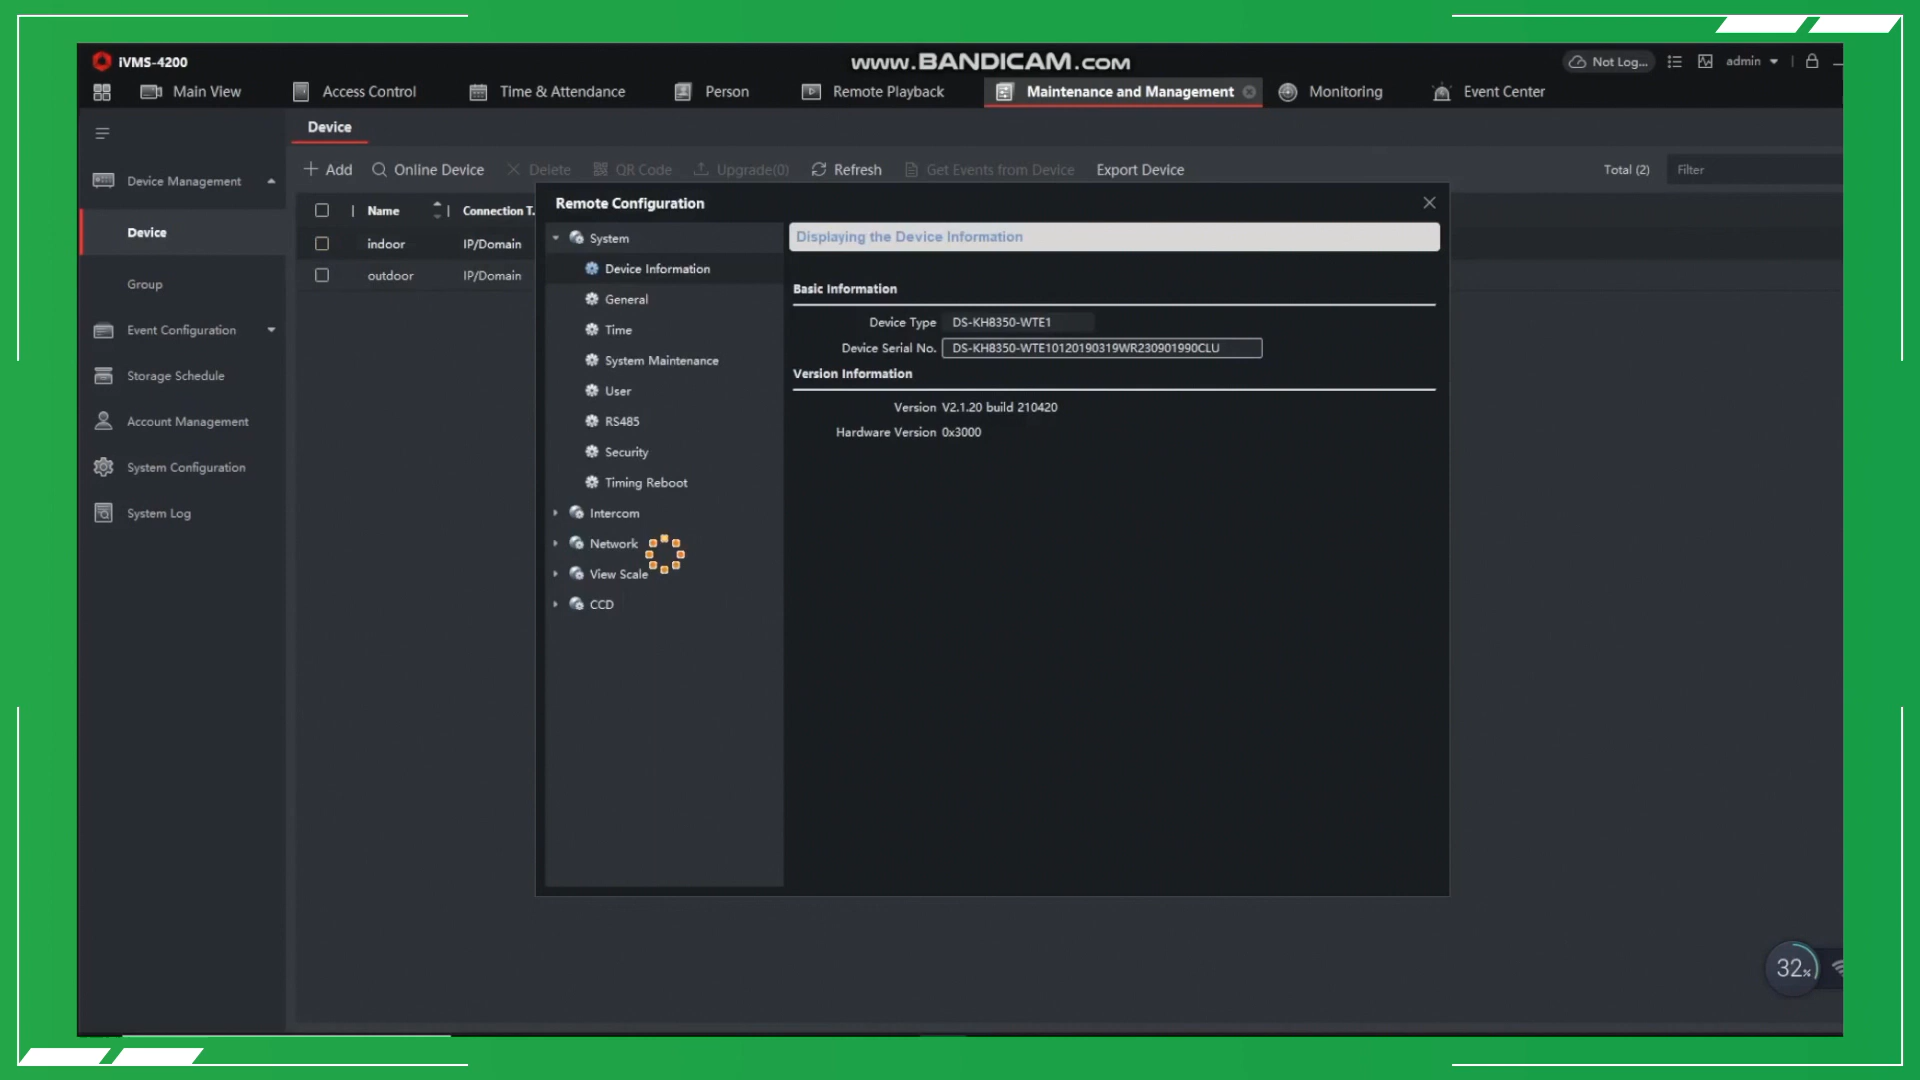 iVMS-4200
www.BANDICAM.com
Not Log...
admin
Main View
Access Control
Time & Attendance
Person
Remote Playback
Maintenance and Management
Monitoring
Event Center
Device
Add
Online Device
Delete
QR Code
Upgrade(0)
Refresh
Get Events from Device
Export Device
Total (2)
Filter
Device Management
Device
Group
Event Configuration
Storage Schedule
Account Management
System Configuration
System Log
Name
Connection T.
indoor
IP/Domain
outdoor
IP/Domain
Remote Configuration
System
Device Information
General
Time
System Maintenance
User
RS485
Security
Timing Reboot
Intercom
Network
View Scale
CCD
Displaying the Device Information
Basic Information
Device Type DS-KH8350-WTE1
Device Serial No. DS-KH8350-WTE10120190319WR230901990CLU
Version Information
Version V2.1.20 build 210420
Hardware Version 0x3000
32%